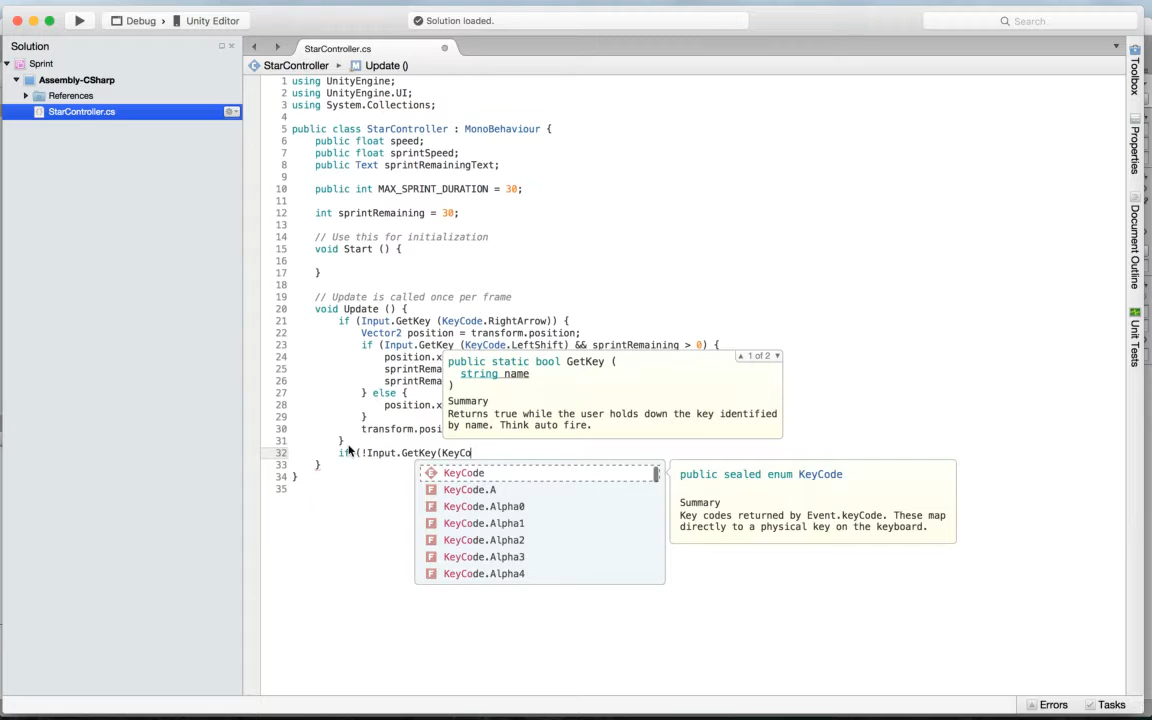 Debug › Unity Editor
Solution loaded.
Search
Solution
StarController.cs
Sprint
StarController ▸ Update ()
Assembly-CSharp
References
StarController.cs
1 using UnityEngine;
2 using UnityEngine.UI;
3 using System.Collections;
4
5 public class StarController : MonoBehaviour {
6 public float speed;
7 public float sprintSpeed;
8 public Text sprintRemainingText;
9
10 public int MAX_SPRINT_DURATION = 30;
11
12 int sprintRemaining = 30;
13
14 // Use this for initialization
15 void Start () {
16
17 }
18
19 // Update is called once per frame
20 void Update () {
21 if (Input.GetKey (KeyCode.RightArrow)) {
22 Vector2 position = transform.position;
23 if (Input.GetKey (KeyCode.LeftShift) && sprintRemaining > 0) {
24 position.x
25 sprintRema
26 sprintRema
27 } else {
28 position.x
29 }
30 transform.posi
31 }
32 if (!Input.GetKey(KeyCo
33 }
34 }
35
▲ 1 of 2 ▼
public static bool GetKey (
string name
)
Summary
Returns true while the user holds down the key identified
by name. Think auto fire.
KeyCode
KeyCode.A
KeyCode.Alpha0
KeyCode.Alpha1
KeyCode.Alpha2
KeyCode.Alpha3
KeyCode.Alpha4
public sealed enum KeyCode
Summary
Key codes returned by Event.keyCode. These map
directly to a physical key on the keyboard.
Toolbox
Properties
Document Outline
Unit Tests
Errors
Tasks